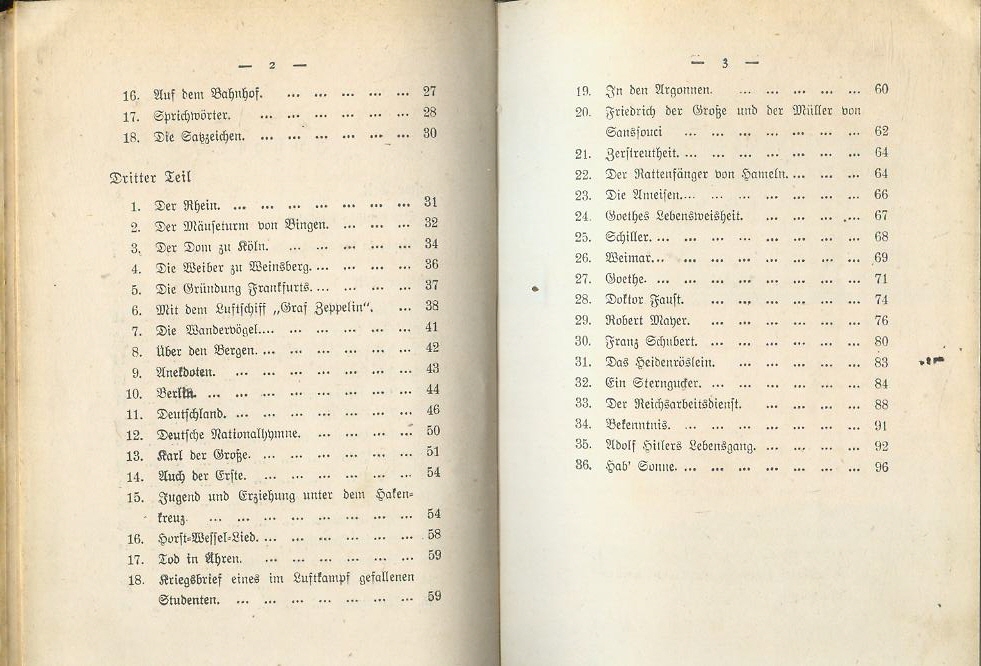 — 2 —
16. Auf dem Bahnhof. ... ... ... ... ... 27
17. Sprichwörter. ... ... ... ... ... ... 28
18. Die Satzzeichen. ... ... ... ... ... ... 30
Dritter Teil
1. Der Rhein. ... ... ... ... ... ... ... 31
2. Der Mäuseturm von Bingen. ... ... ... 32
3. Der Dom zu Köln. ... ... ... ... ... 34
4. Die Weiber zu Weinsberg. ... ... ... ... 36
5. Die Gründung Frankfurts. ... ... ... ... 37
6. Mit dem Luftschiff „Graf Zeppelin“. ... 38
7. Die Wandervögel. ... ... ... ... ... ... 41
8. Über den Bergen. ... ... ... ... ... ... 42
9. Anekdoten. ... ... ... ... ... ... ... 43
10. Berlin. ... ... ... ... ... ... ... ... 44
11. Deutschland. ... ... ... ... ... ... ... 46
12. Deutsche Nationalhymne. ... ... ... ... 50
13. Karl der Große. ... ... ... ... ... ... 51
14. Auch der Erste. ... ... ... ... ... ... 54
15. Jugend und Erziehung unter dem Haken-
kreuz. ... ... ... ... ... ... ... ... 54
16. Horst-Wessel-Lied. ... ... ... ... ... ... 58
17. Tod in Ähren. ... ... ... ... ... ... 59
18. Kriegsbrief eines im Luftkampf gefallenen
Studenten. ... ... ... ... ... ... ... 59
— 3 —
19. In den Argonnen. ... ... ... ... ... 60
20. Friedrich der Große und der Müller von
Sanssouci ... ... ... ... ... ... ... 62
21. Zerstreutheit. ... ... ... ... ... ... ... 64
22. Der Rattenfänger von Hameln. ... ... ... 64
23. Die Ameisen. ... ... ... ... ... ... ... 66
24. Goethes Lebensweisheit. ... ... ... ... ... 67
25. Schiller. ... ... ... ... ... ... ... ... 68
26. Weimar. ... ... ... ... ... ... ... ... 69
27. Goethe. ... ... ... ... ... ... ... ... 71
28. Doktor Faust. ... ... ... ... ... ... 74
29. Robert Mayer. ... ... ... ... ... ... 76
30. Franz Schubert. ... ... ... ... ... ... 80
31. Das Heidenröslein. ... ... ... ... ... 83
32. Ein Sterngucker. ... ... ... ... ... ... 84
33. Der Reichsarbeitsdienst. ... ... ... ... 88
34. Bekenntnis. ... ... ... ... ... ... ... 91
35. Adolf Hitlers Lebensgang. ... ... ... ... 92
36. Hab' Sonne. ... ... ... ... ... ... ... 96